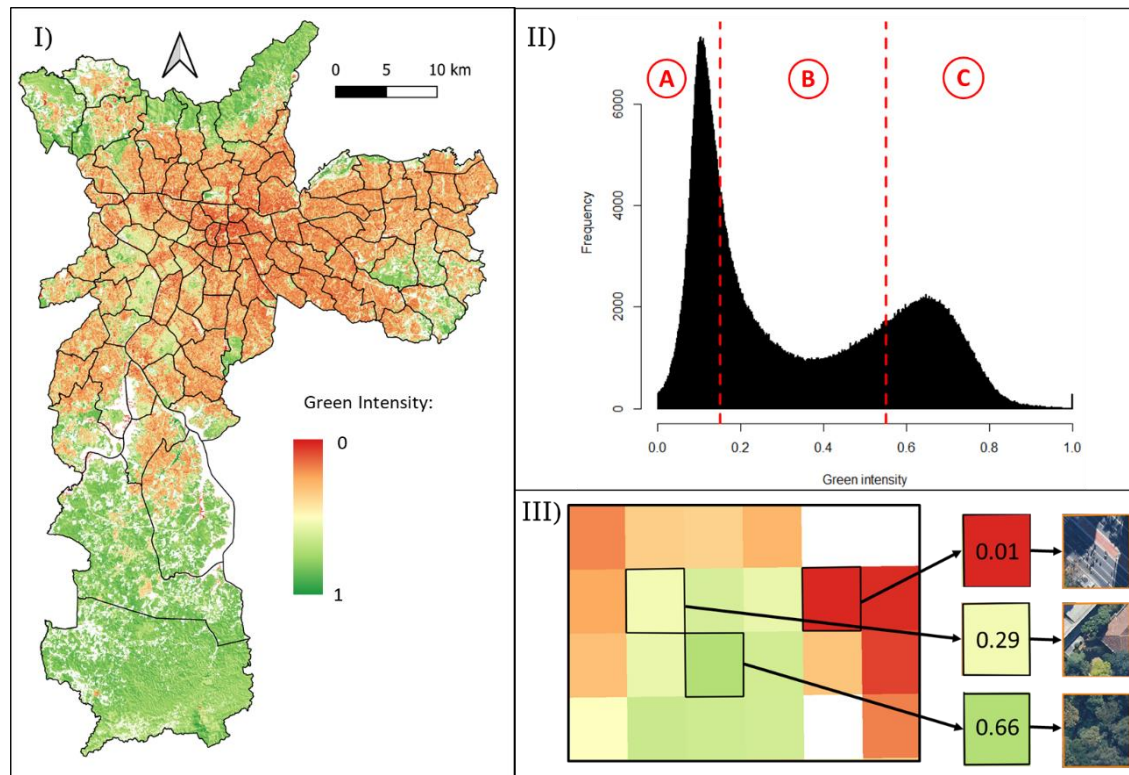 I)
0 5 10 km
Green Intensity:
0
1
II)
A B C
Frequency
0 2000 4000 6000
0.0 0.2 0.4 0.6 0.8 1.0
Green intensity
III)
0.01
0.29
0.66